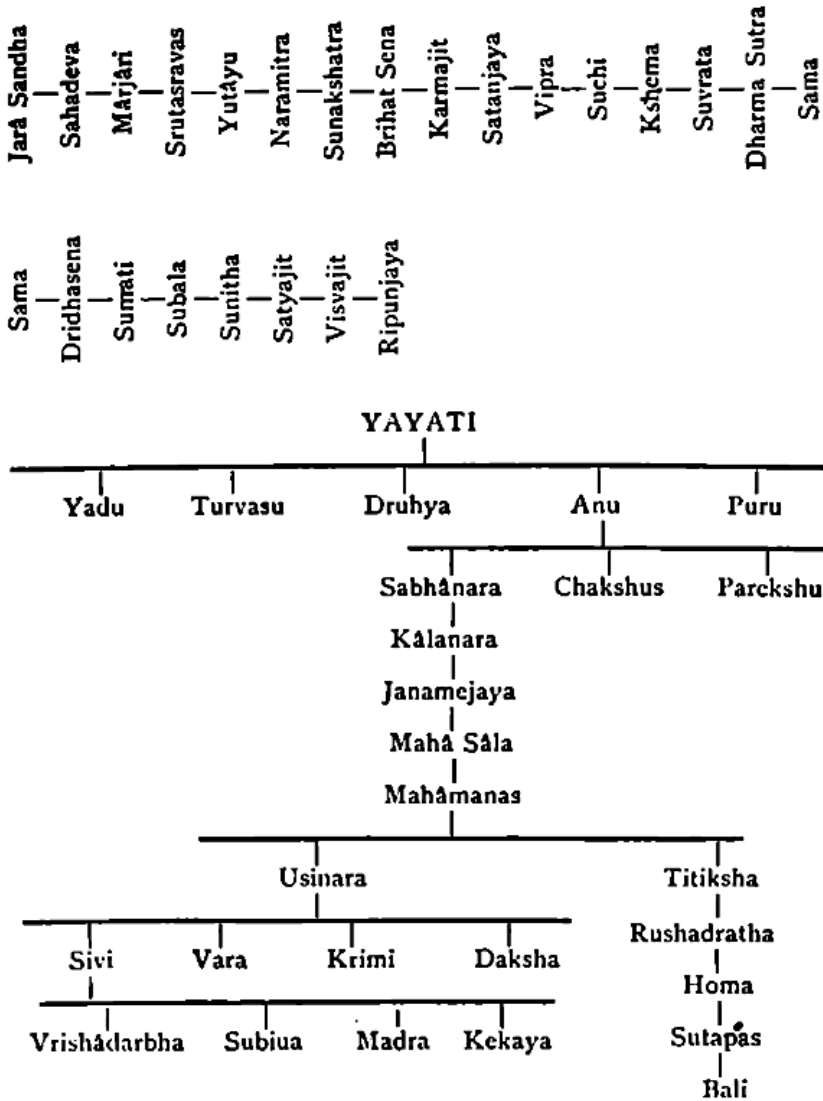 Jarâ Sandha — Sahadeva — Mârjâri — Srutasravas — Yutâyu — Naramitra — Sunakshatra — Brihat Sena — Karmajit — Satanjaya — Vipra — Suchi — Kshema — Suvrata — Dharma Sutra — Sama
Sama — Dridhasena — Sumati — Subala — Sunitha — Satyajit — Visvajit — Ripunjaya
YAYATI
Yadu Turvasu Druhya Anu Puru
Sabhânara Chakshus Parekshu
Kâlanara
Janamejaya
Mahâ Sâla
Mahâmanas
Usinara Titiksha
Rushadratha
Sivi Vara Krimi Daksha
Homa
Vrishâdarbha Subiua Madra Kekaya
Sutapas
Bali